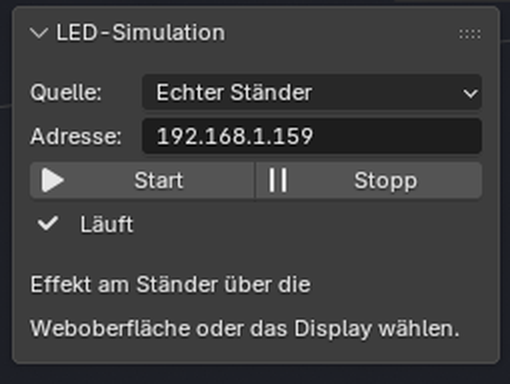 LED-Simulation
Quelle: Echter Ständer
Adresse: 192.168.1.159
Start Stopp
Läuft
Effekt am Ständer über die
Weboberfläche oder das Display wählen.